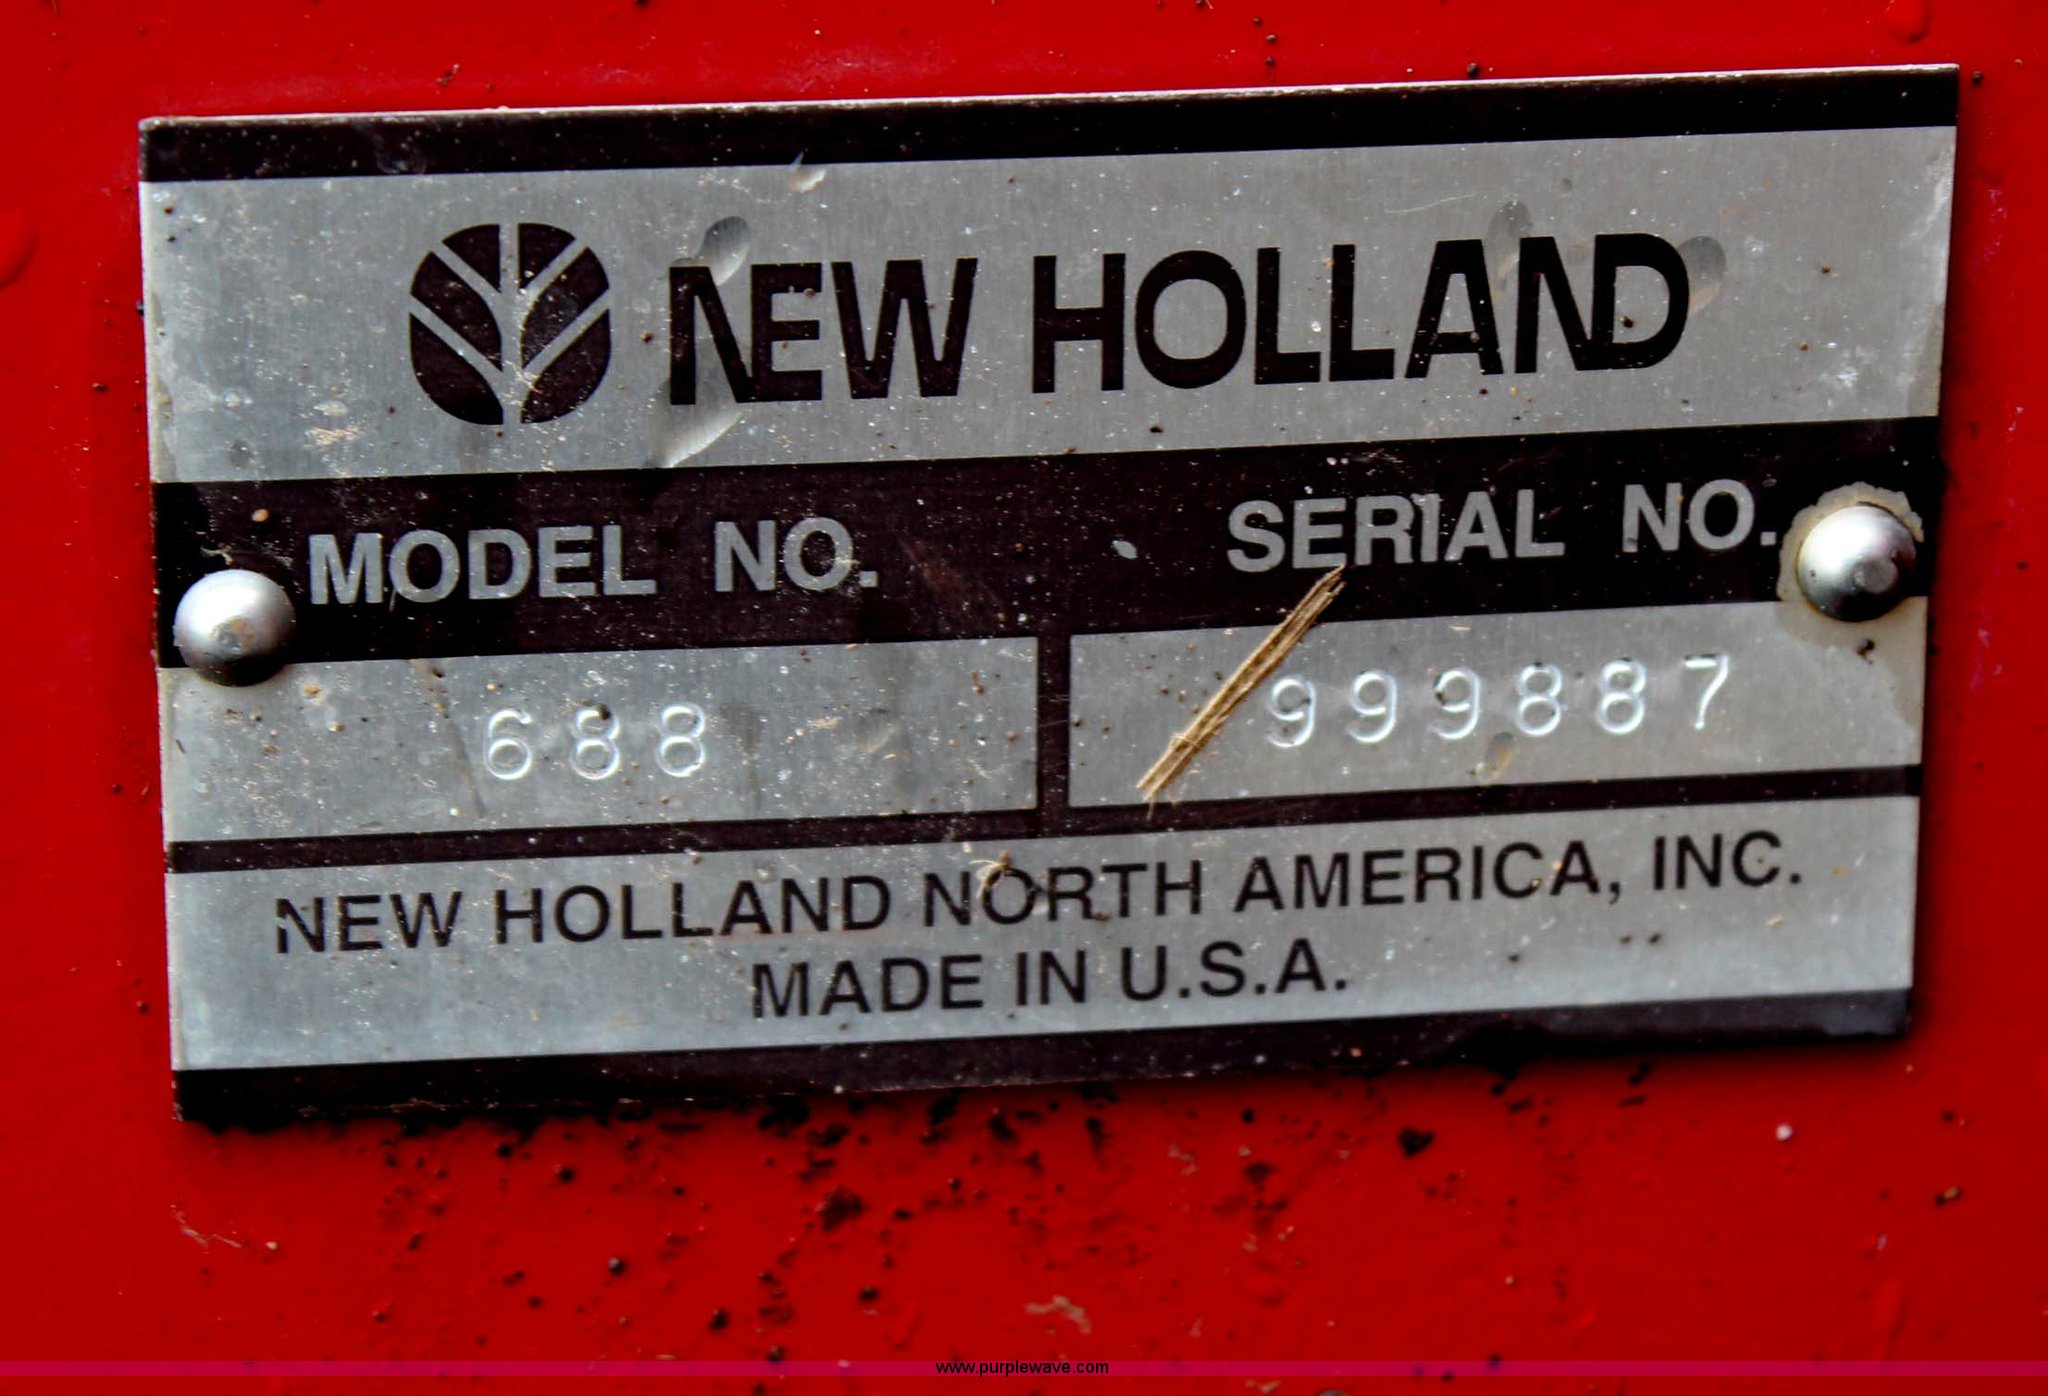 NEW HOLLAND
MODEL NO. SERIAL NO.
688 999887
NEW HOLLAND NORTH AMERICA, INC.
MADE IN U.S.A.
www.purplewave.com